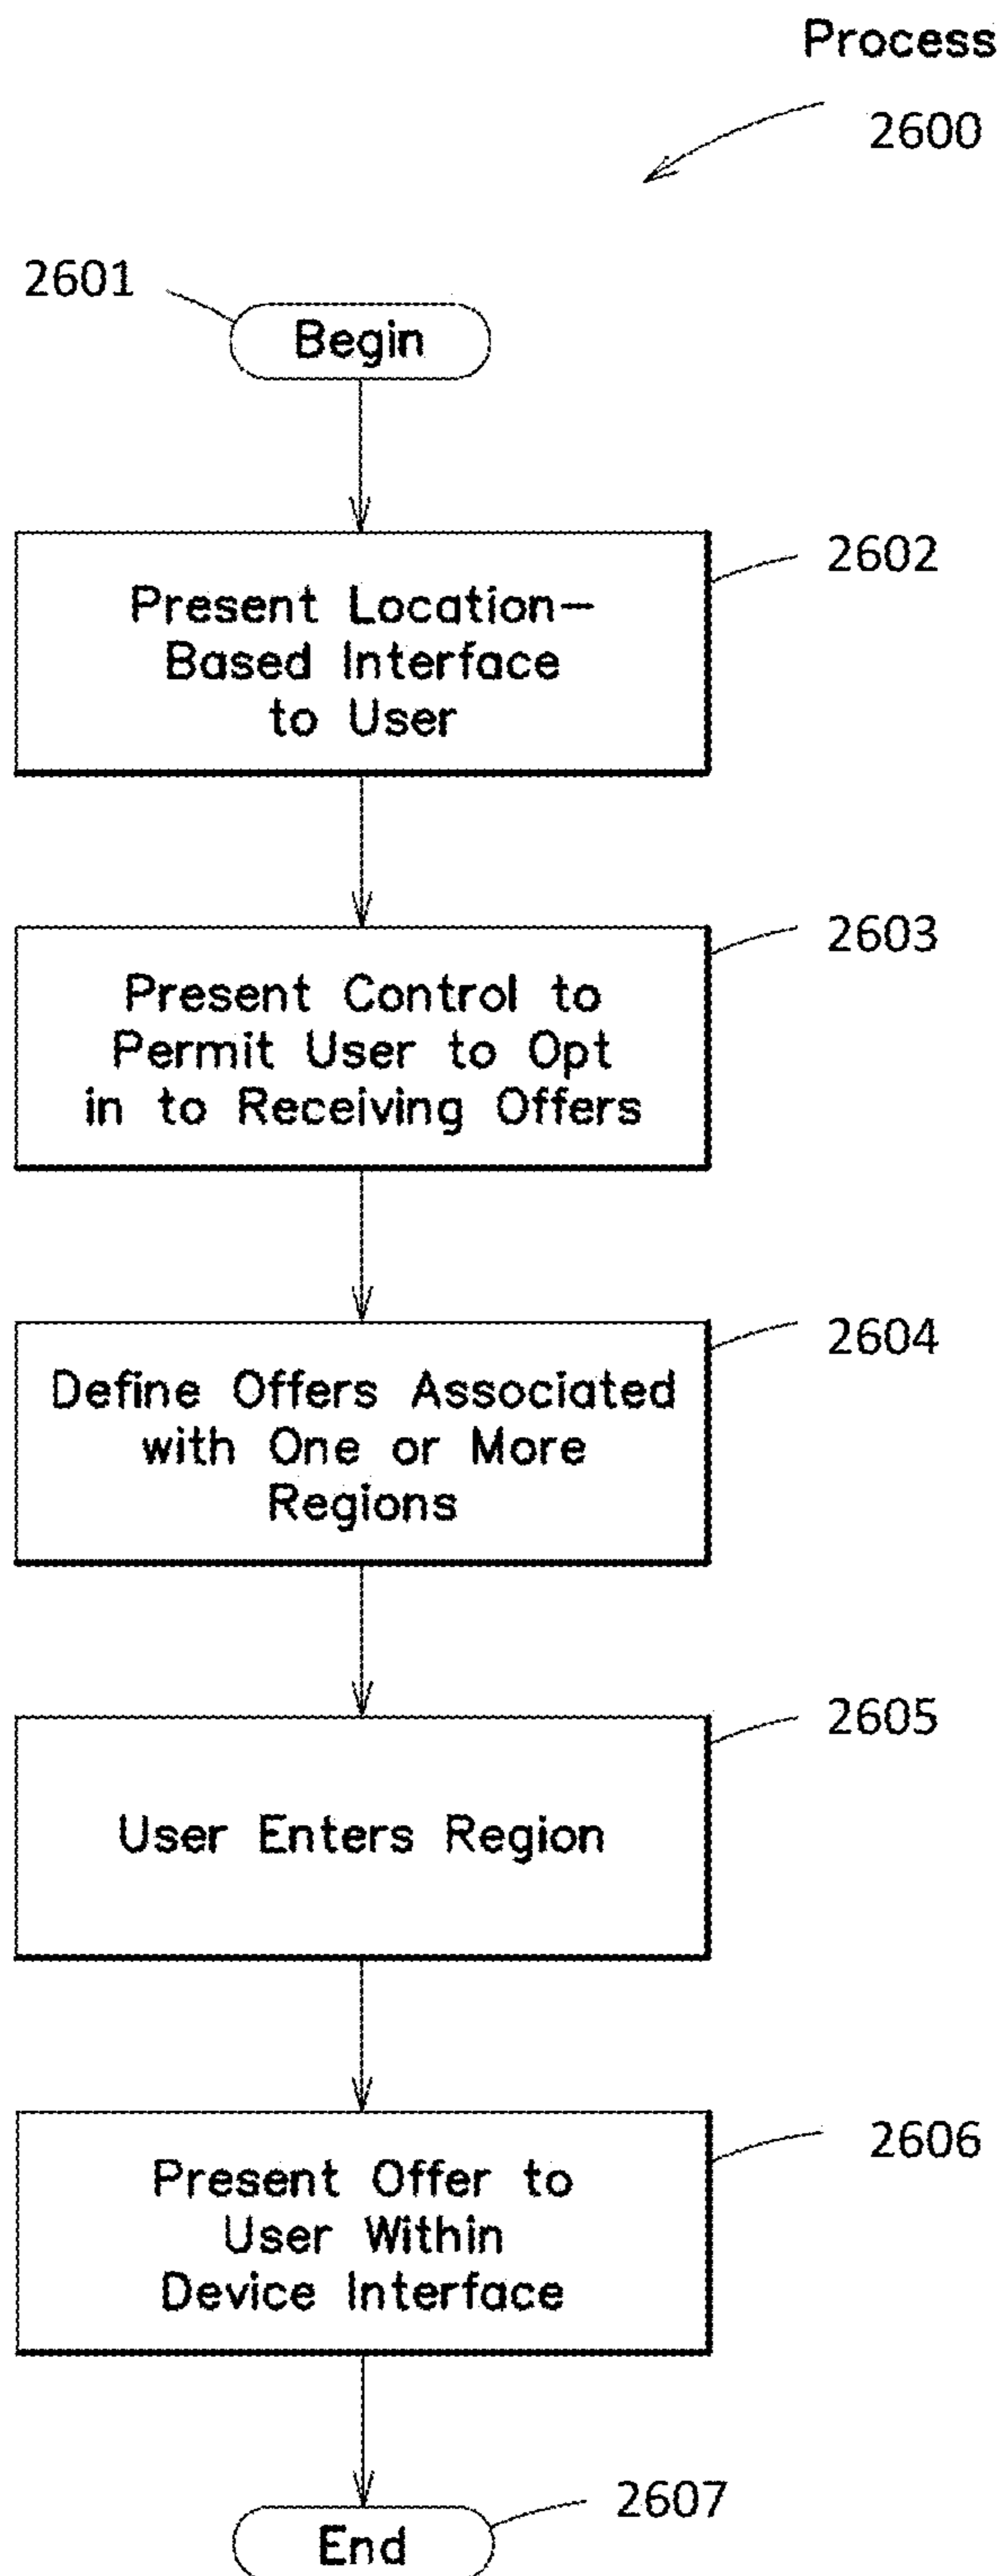 Process
2600
2601
Begin
2602
Present Location-
Based Interface
to User
2603
Present Control to
Permit User to Opt
in to Receiving Offers
2604
Define Offers Associated
with One or More
Regions
2605
User Enters Region
2606
Present Offer to
User Within
Device Interface
2607
End